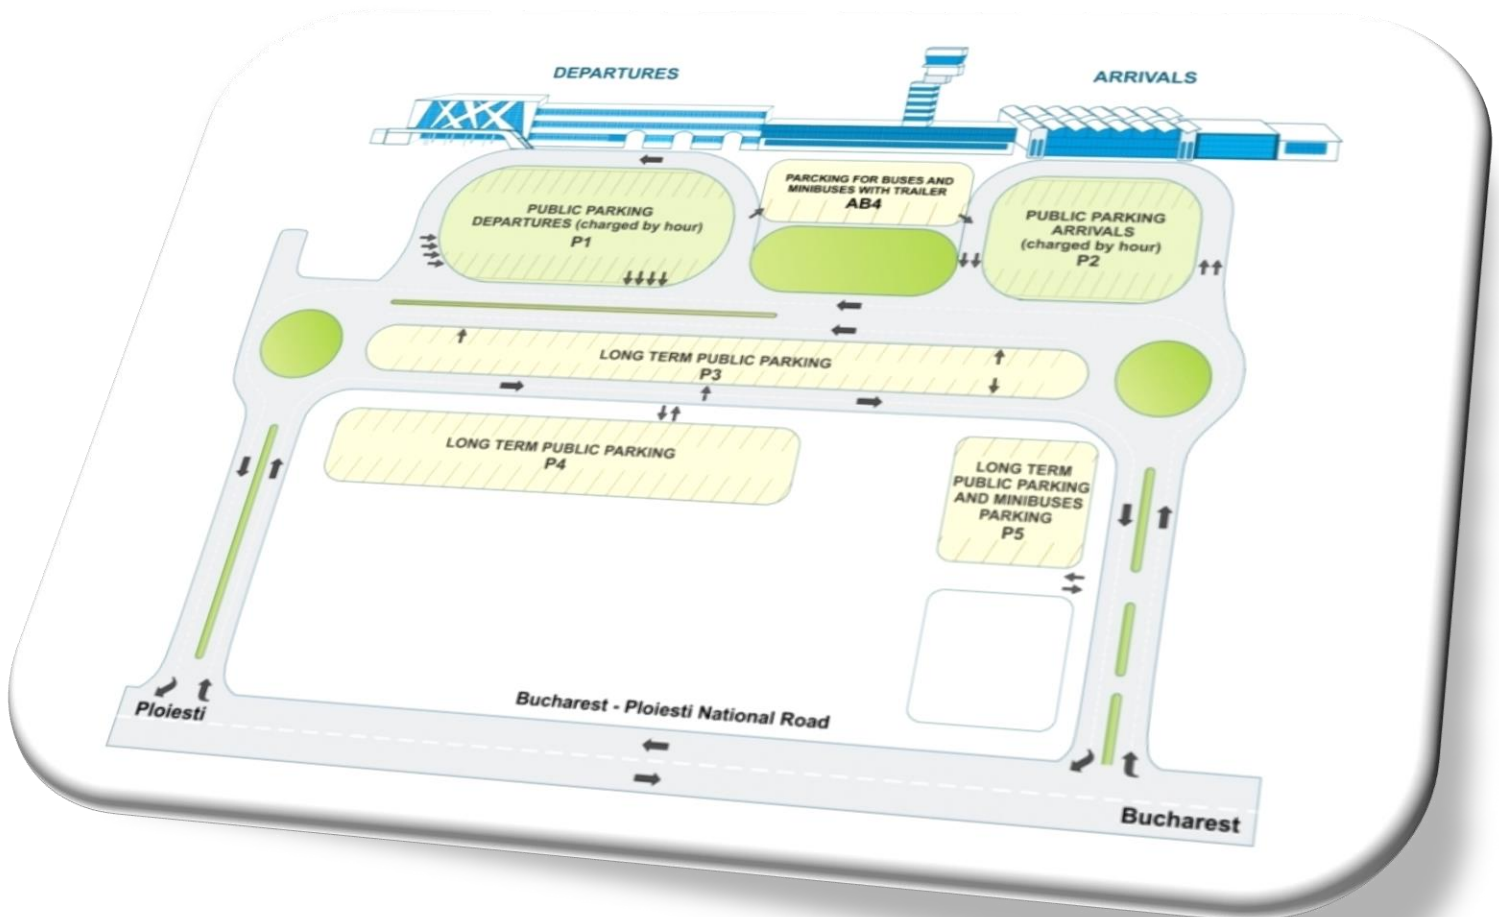 DEPARTURES
ARRIVALS
PARCKING FOR BUSES AND
MINIBUSES WITH TRAILER
AB4
PUBLIC PARKING
DEPARTURES (charged by hour)
P1
PUBLIC PARKING
ARRIVALS
(charged by hour)
P2
LONG TERM PUBLIC PARKING
P3
LONG TERM PUBLIC PARKING
P4
LONG TERM
PUBLIC PARKING
AND MINIBUSES
PARKING
P5
Bucharest - Ploiesti National Road
Ploiesti
Bucharest